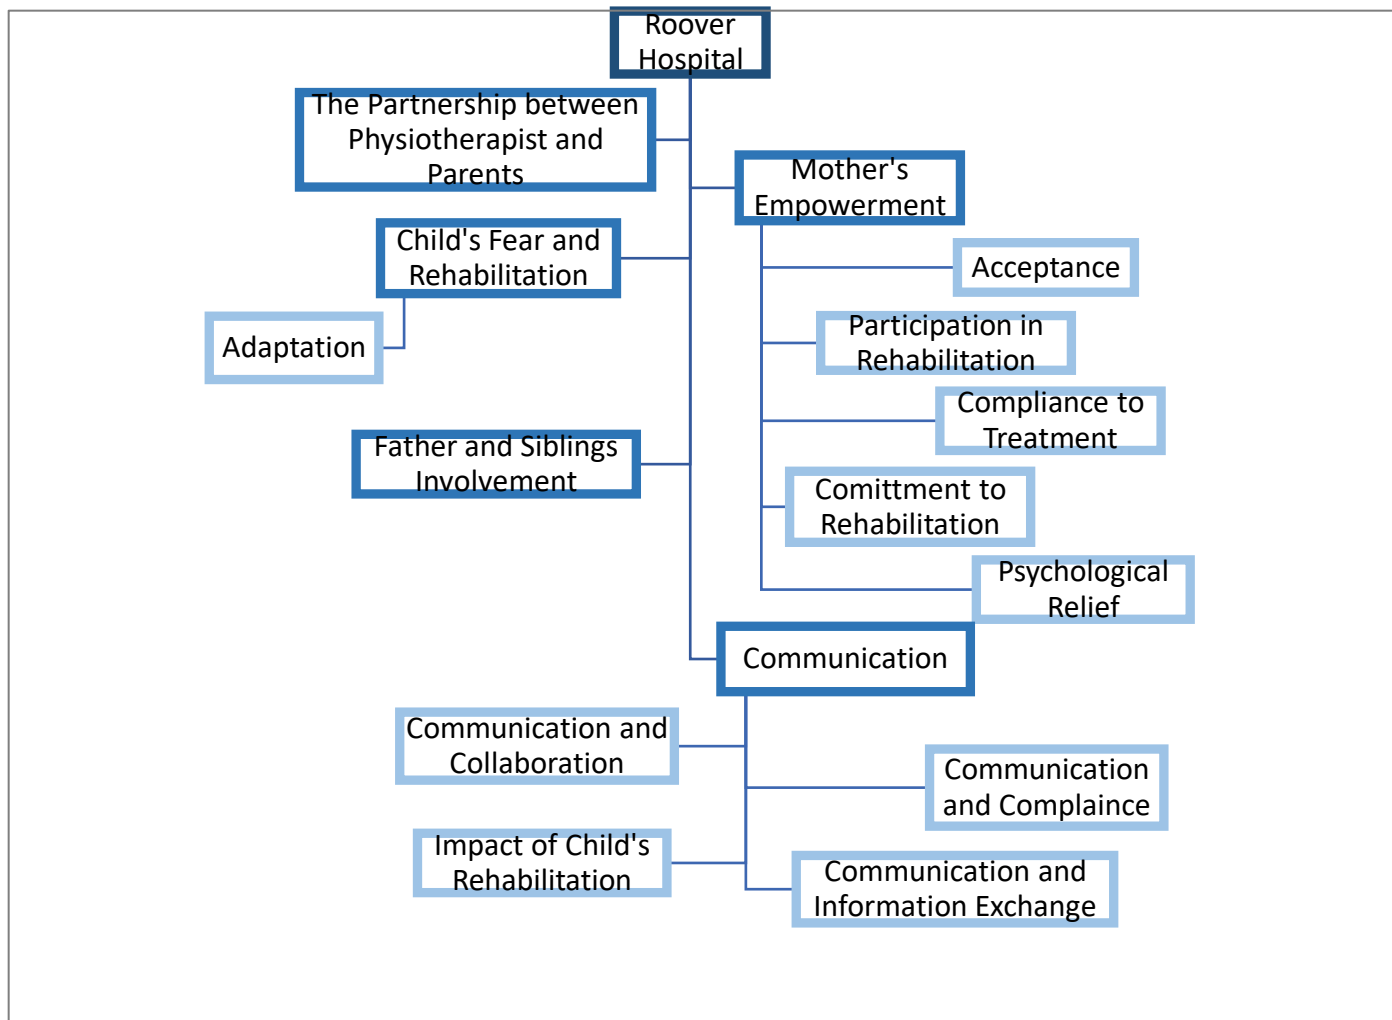 Roover
Hospital
The Partnership between
Physiotherapist and
Parents
Mother's
Empowerment
Child's Fear and
Rehabilitation
Acceptance
Adaptation
Participation in
Rehabilitation
Compliance to
Treatment
Father and Siblings
Involvement
Comittment to
Rehabilitation
Psychological
Relief
Communication
Communication and
Collaboration
Communication
and Complaince
Impact of Child's
Rehabilitation
Communication and
Information Exchange